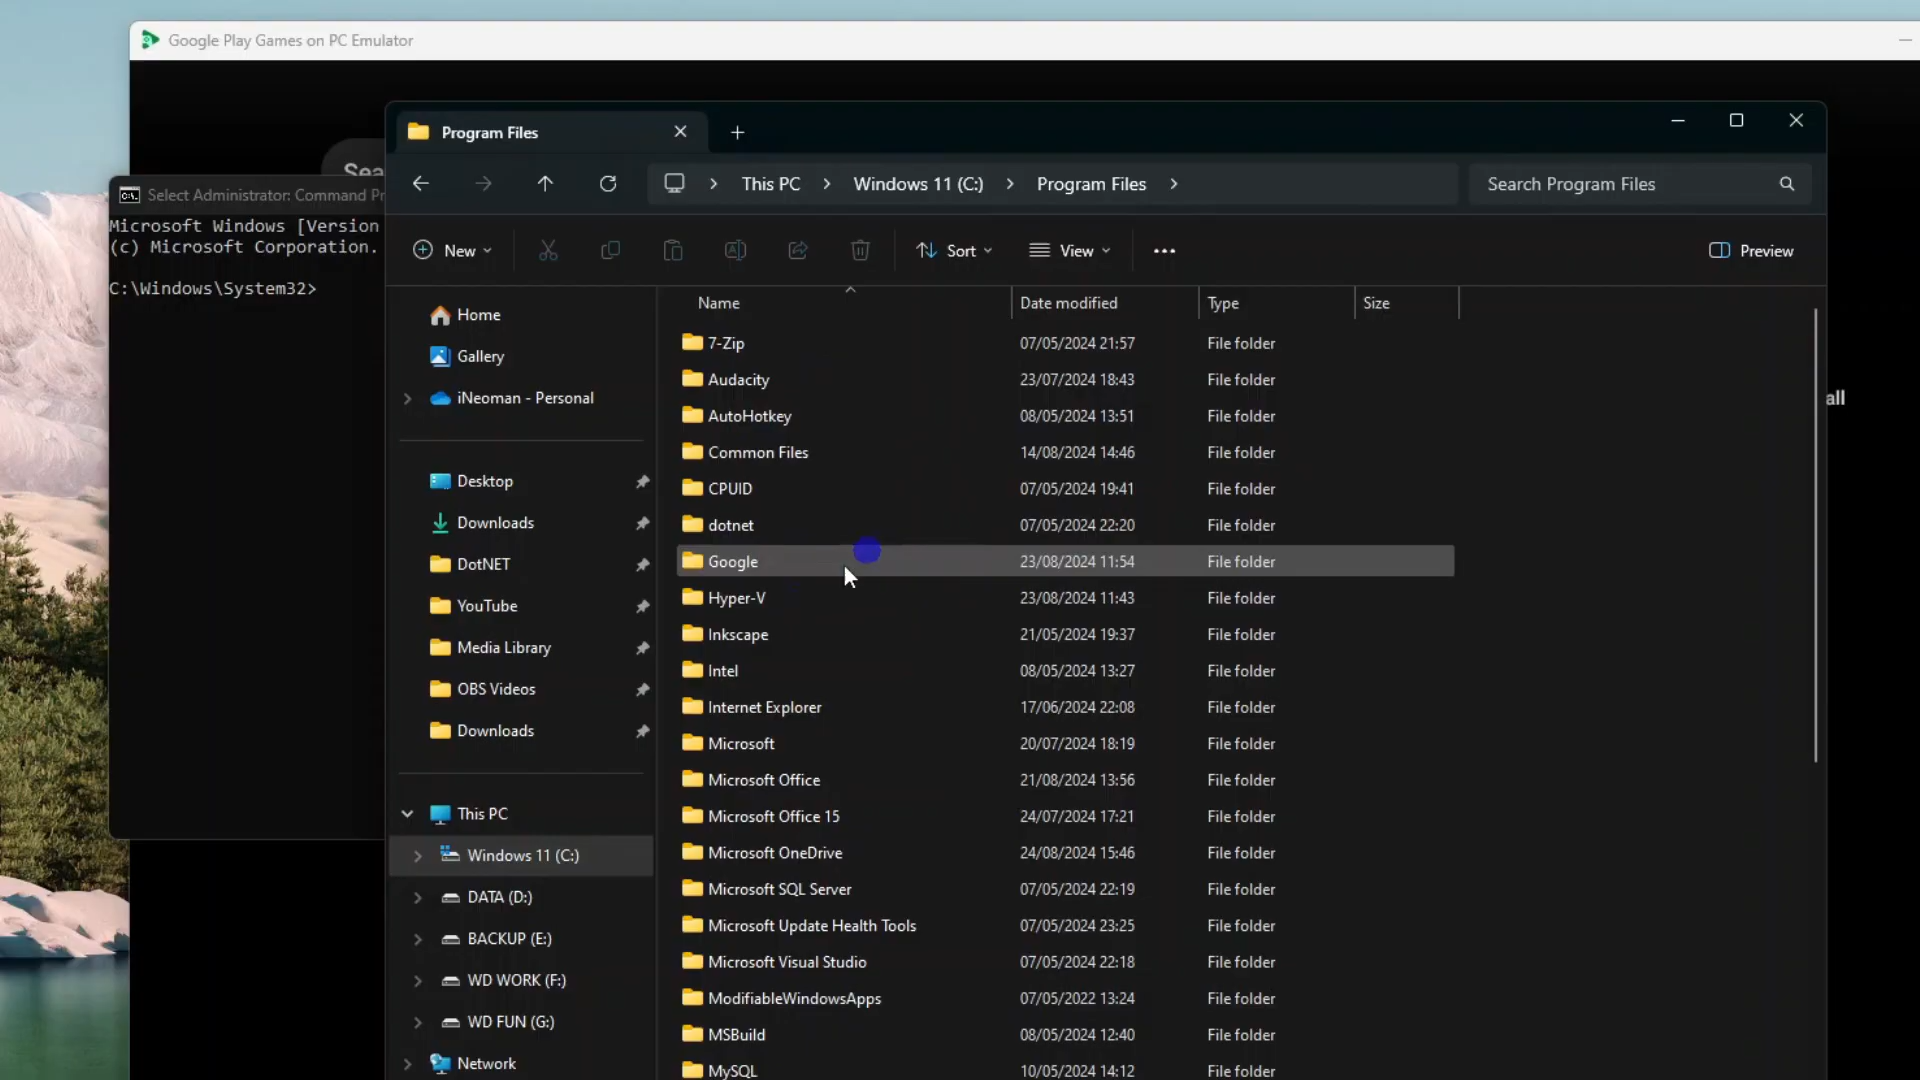 Google Play Games on PC Emulator
Program Files
Sea
Select Administrator: Command Pr
This PC
Windows 11 (C:)
Program Files
Search Program Files
Microsoft Windows [Version
(c) Microsoft Corporation.
C:\Windows\System32>
New
Sort
View
Preview
Name
Date modified
Type
Size
Home
Gallery
iNeoman - Personal
Desktop
Downloads
DotNET
YouTube
Media Library
OBS Videos
Downloads
This PC
Windows 11 (C:)
DATA (D:)
BACKUP (E:)
WD WORK (F:)
WD FUN (G:)
Network
7-Zip 07/05/2024 21:57 File folder
Audacity 23/07/2024 18:43 File folder
AutoHotkey 08/05/2024 13:51 File folder
Common Files 14/08/2024 14:46 File folder
CPUID 07/05/2024 19:41 File folder
dotnet 07/05/2024 22:20 File folder
Google 23/08/2024 11:54 File folder
Hyper-V 23/08/2024 11:43 File folder
Inkscape 21/05/2024 19:37 File folder
Intel 08/05/2024 13:27 File folder
Internet Explorer 17/06/2024 22:08 File folder
Microsoft 20/07/2024 18:19 File folder
Microsoft Office 21/08/2024 13:56 File folder
Microsoft Office 15 24/07/2024 17:21 File folder
Microsoft OneDrive 24/08/2024 15:46 File folder
Microsoft SQL Server 07/05/2024 22:19 File folder
Microsoft Update Health Tools 07/05/2024 23:25 File folder
Microsoft Visual Studio 07/05/2024 22:18 File folder
ModifiableWindowsApps 07/05/2022 13:24 File folder
MSBuild 08/05/2024 12:40 File folder
MySQL 10/05/2024 14:12 File folder
all